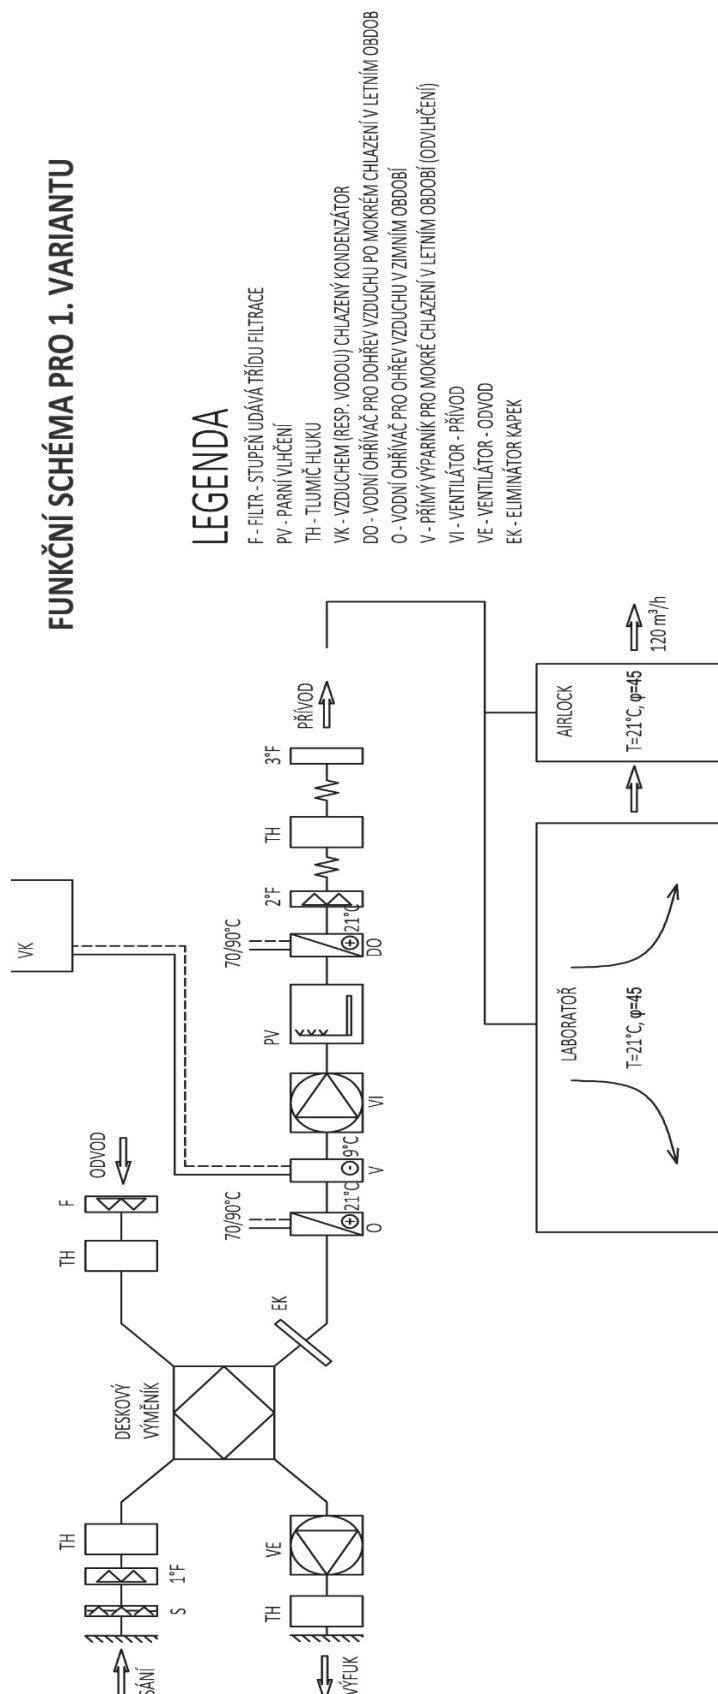 FUNKČNÍ SCHÉMA PRO 1. VARIANTU
LEGENDA
F - FILTR - STUPEŇ UDÁVÁ TŘÍDU FILTRACE
PV - PARNÍ VLHČENÍ
TH - TLUMIČ HLUKU
VK - VZDUCHEM (RESP. VODOU) CHLAZENÝ KONDENZÁTOR
DO - VODNÍ OHŘÍVAČ PRO DOHŘEV VZDUCHU PO MOKRÉM CHLAZENÍ V LETNÍM OBDOB
O - VODNÍ OHŘÍVAČ PRO OHŘEV VZDUCHU V ZIMNÍM OBDOBÍ
V - PŘÍMÝ VÝPARNÍK PRO MOKRÉ CHLAZENÍ V LETNÍM OBDOBÍ (ODVLHČENÍ)
VI - VENTILÁTOR - PŘÍVOD
VE - VENTILÁTOR - ODVOD
EK - ELIMINÁTOR KAPEK
VK
ODVOD
F
TH
DESKOVÝ
VÝMĚNÍK
TH
1°F
S
SÁNÍ
VÝFUK
TH
VE
EK
70/90°C
21°C
O
9°C
V
VI
PV
70/90°C
21°C
DO
2°F
TH
3°F
PŘÍVOD
LABORATOŘ
T=21°C, φ=45
AIRLOCK
T=21°C, φ=45
120 m³/h